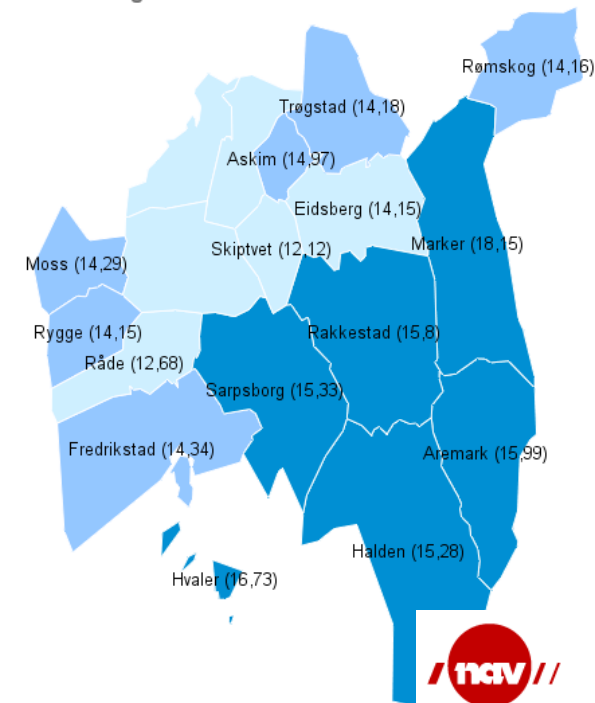 Rømskog (14,16)
Trøgstad (14,18)
Askim (14,97)
Eidsberg (14,15)
Marker (18,15)
Skiptvet (12,12)
Moss (14,29)
Rygge (14,15)
Rakkestad (15,8)
Råde (12,68)
Sarpsborg (15,33)
Fredrikstad (14,34)
Aremark (15,99)
Halden (15,28)
Hvaler (16,73)
nav